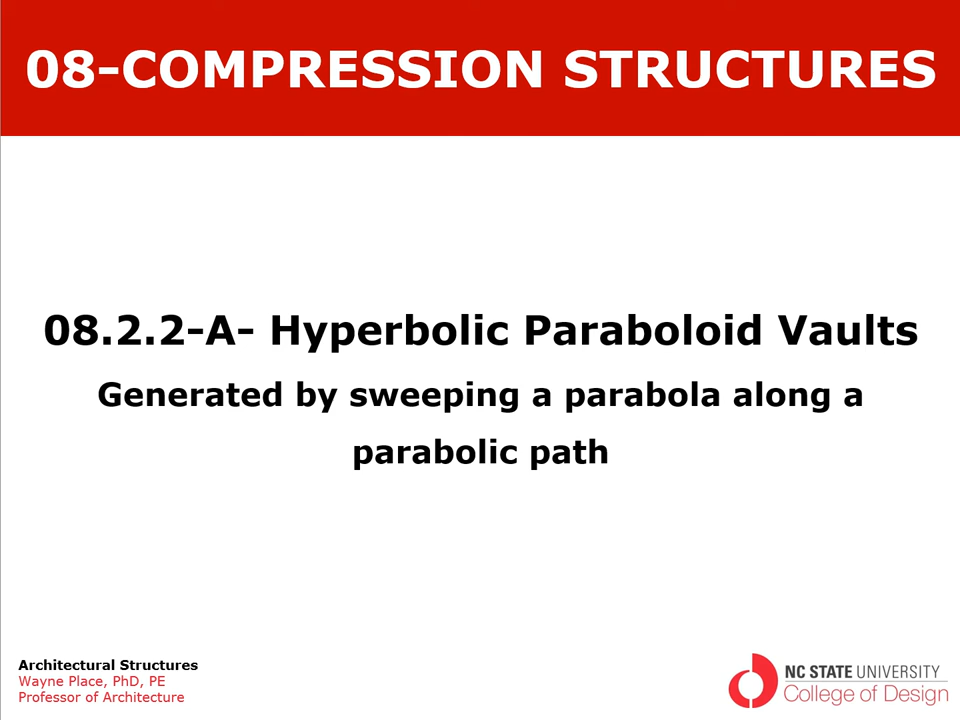 08-COMPRESSION STRUCTURES
08.2.2-A- Hyperbolic Paraboloid Vaults
Generated by sweeping a parabola along a
parabolic path
Architectural Structures
Wayne Place, PhD, PE
Professor of Architecture
NC STATE UNIVERSITY
College of Design